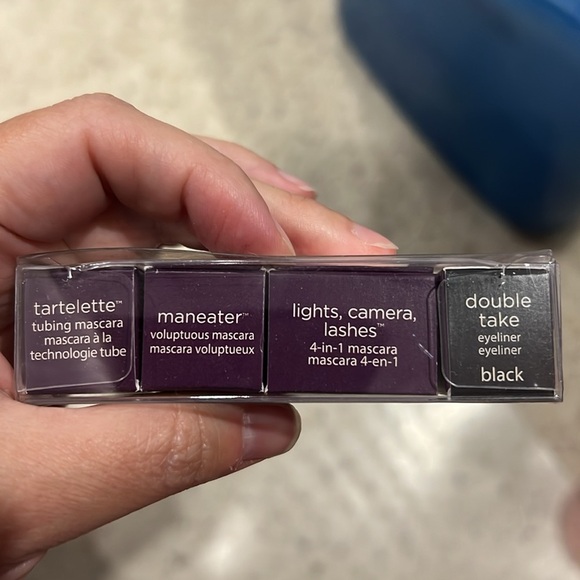 tartelette™
tubing mascara
mascara à la
technologie tube
maneater™
voluptuous mascara
mascara voluptueux
lights, camera,
lashes™
4-in-1 mascara
mascara 4-en-1
double
take
eyeliner
eyeliner
black